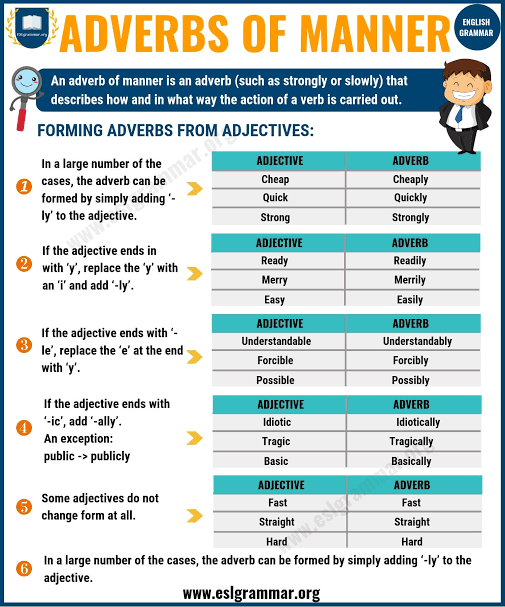 ESLgrammar.org
ADVERBS OF MANNER
ENGLISH
GRAMMAR
An adverb of manner is an adverb (such as strongly or slowly) that
describes how and in what way the action of a verb is carried out.
FORMING ADVERBS FROM ADJECTIVES:
1
In a large number of the
cases, the adverb can be
formed by simply adding ‘-
ly’ to the adjective.
ADJECTIVE ADVERB
Cheap Cheaply
Quick Quickly
Strong Strongly
2
If the adjective ends in
with ‘y’, replace the ‘y’ with
an ‘i’ and add ‘-ly’.
ADJECTIVE ADVERB
Ready Readily
Merry Merrily
Easy Easily
3
If the adjective ends with ‘-
le’, replace the ‘e’ at the end
with ‘y’.
ADJECTIVE ADVERB
Understandable Understandably
Forcible Forcibly
Possible Possibly
4
If the adjective ends with
‘-ic’, add ‘-ally’.
An exception:
public -> publicly
ADJECTIVE ADVERB
Idiotic Idiotically
Tragic Tragically
Basic Basically
5
Some adjectives do not
change form at all.
ADJECTIVE ADVERB
Fast Fast
Straight Straight
Hard Hard
6
In a large number of the cases, the adverb can be formed by simply adding ‘-ly’ to the
adjective.
www.eslgrammar.org
www.eslgrammar.org
www.eslgrammar.org